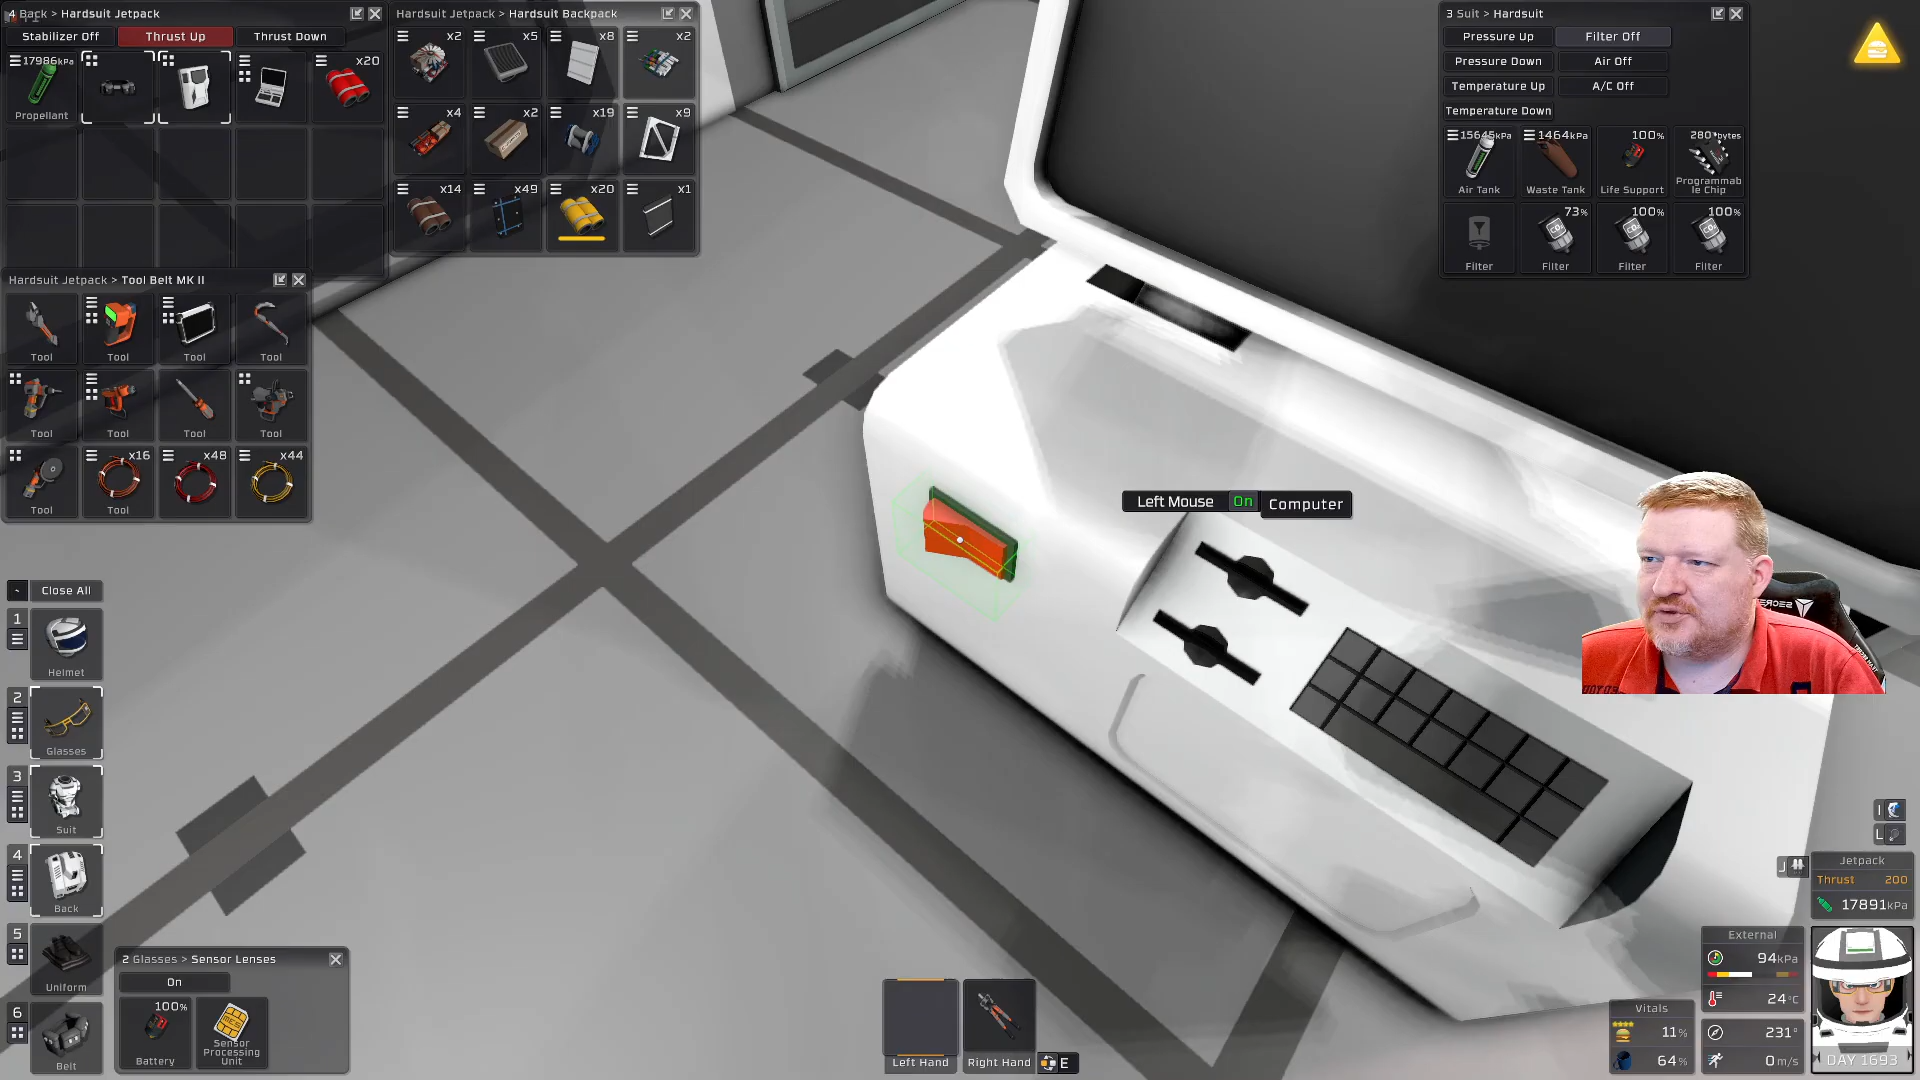 4 Back > Hardsuit Jetpack
Stabilizer Off
Thrust Up
Thrust Down
17986kPa
Propellant
x20
Hardsuit Jetpack > Hardsuit Backpack
x2
x5
x8
x2
x4
x2
x19
x9
x14
x49
x20
x1
Hardsuit Jetpack > Tool Belt MK II
Tool
Tool
Tool
Tool
Tool
Tool
Tool
Tool
x16
x48
x44
Tool
Tool
Tool
Tool
3 Suit > Hardsuit
Pressure Up
Filter Off
Pressure Down
Air Off
Temperature Up
A/C Off
Temperature Down
15645kPa
1464kPa
100%
Air Tank
Waste Tank
Life Support
Programmab
le Chip
73%
100%
100%
Filter
Filter
Filter
Filter
Left Mouse On
Computer
~ Close All
1
Helmet
2
Glasses
3
Suit
4
Back
5
Uniform
6
Belt
2 Glasses > Sensor Lenses
On
100%
Battery
Sensor
Processing
Unit
Left Hand
Right Hand
E
I
L
J
Jetpack
Thrust 200
17891kPa
External
94kPa
24°C
Vitals
11%
64%
231°
0m/s
DAY 1693